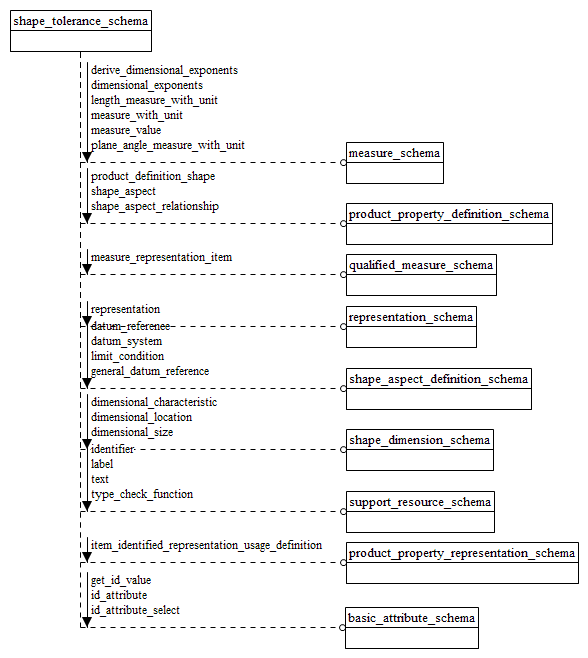 shape_tolerance_schema
derive_dimensional_exponents
dimensional_exponents
length_measure_with_unit
measure_with_unit
measure_value
plane_angle_measure_with_unit
measure_schema
product_definition_shape
shape_aspect
shape_aspect_relationship
product_property_definition_schema
measure_representation_item
qualified_measure_schema
representation
representation_schema
datum_reference
datum_system
limit_condition
general_datum_reference
shape_aspect_definition_schema
dimensional_characteristic
dimensional_location
dimensional_size
shape_dimension_schema
identifier
label
text
type_check_function
support_resource_schema
item_identified_representation_usage_definition
product_property_representation_schema
get_id_value
id_attribute
id_attribute_select
basic_attribute_schema